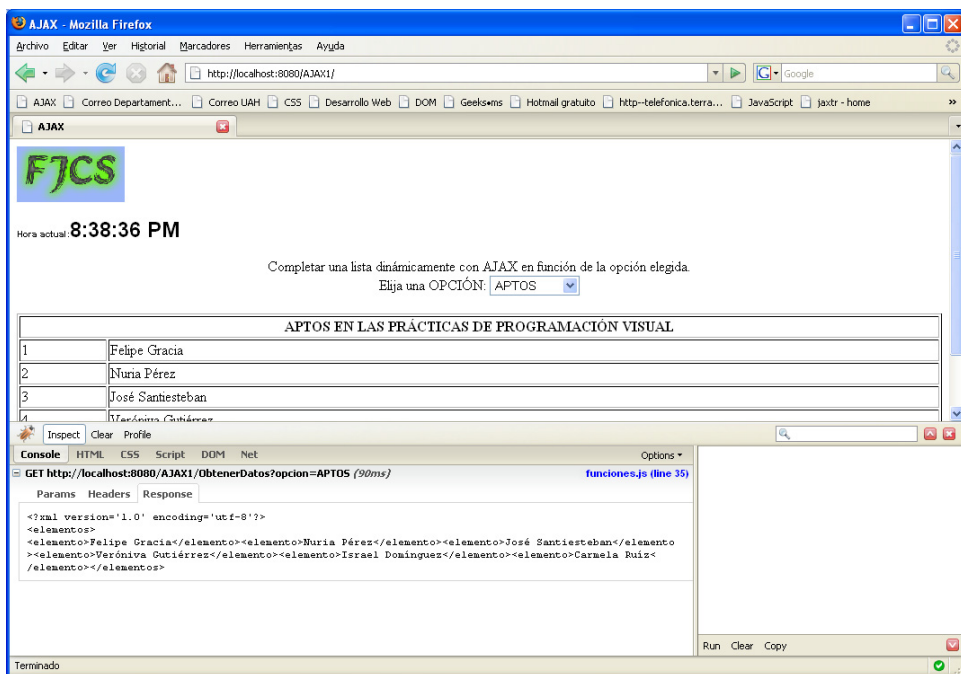 AJAX - Mozilla Firefox
Archivo Editar Ver Historial Marcadores Herramientas Ayuda
http://localhost:8080/AJAX1/
G Google
AJAX Correo Departament... Correo UAH CSS Desarrollo Web DOM Geeks•ms Hotmail gratuito http--telefonica.terra... JavaScript jaxtr - home »
AJAX
FJCS
Hora actual:8:38:36 PM
Completar una lista dinámicamente con AJAX en función de la opción elegida.
Elija una OPCIÓN: APTOS
APTOS EN LAS PRÁCTICAS DE PROGRAMACIÓN VISUAL
1 Felipe Gracia
2 Nuria Pérez
3 José Santiesteban
4 Veróniva Gutiérrez
Inspect Clear Profile
Console HTML CSS Script DOM Net Options
GET http://localhost:8080/AJAX1/ObtenerDatos?opcion=APTOS (90ms) funciones.js (line 35)
Params Headers Response
<?xml version='1.0' encoding='utf-8'?>
<elementos>
<elemento>Felipe Gracia</elemento><elemento>Nuria Pérez</elemento><elemento>José Santiesteban</elemento
><elemento>Veróniva Gutiérrez</elemento><elemento>Israel Domínguez</elemento><elemento>Carmela Ruíz<
/elemento></elementos>
Run Clear Copy
Terminado